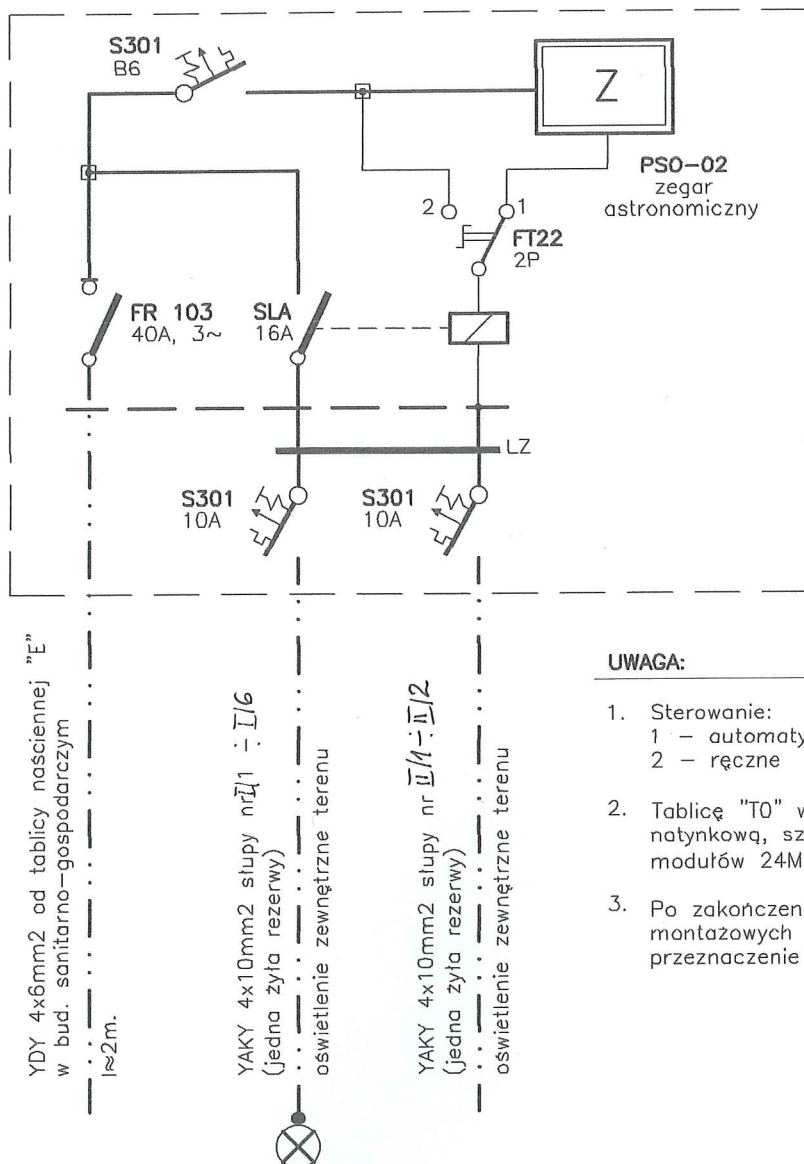 S301
B6
Z
PSO-02
zegar
astronomiczny
2
1
FT22
2P
FR 103
40A, 3~
SLA
16A
LZ
S301
10A
S301
10A
YDY 4x6mm2 od tablicy naściennej "E"
w bud. sanitarno-gospodarczym
l≈2m.
YAKY 4x10mm2 słupy nr I/1 ÷ I/6
(jedna żyła rezerwy)
oświetlenie zewnętrzne terenu
YAKY 4x10mm2 słupy nr II/1÷II/2
(jedna żyła rezerwy)
oświetlenie zewnętrzne terenu
UWAGA:
1. Sterowanie:
1 - automaty
2 - ręczne
2. Tablicę "TO" w
natynkową, sz
modułów 24M
3. Po zakończen
montażowych
przeznaczenie